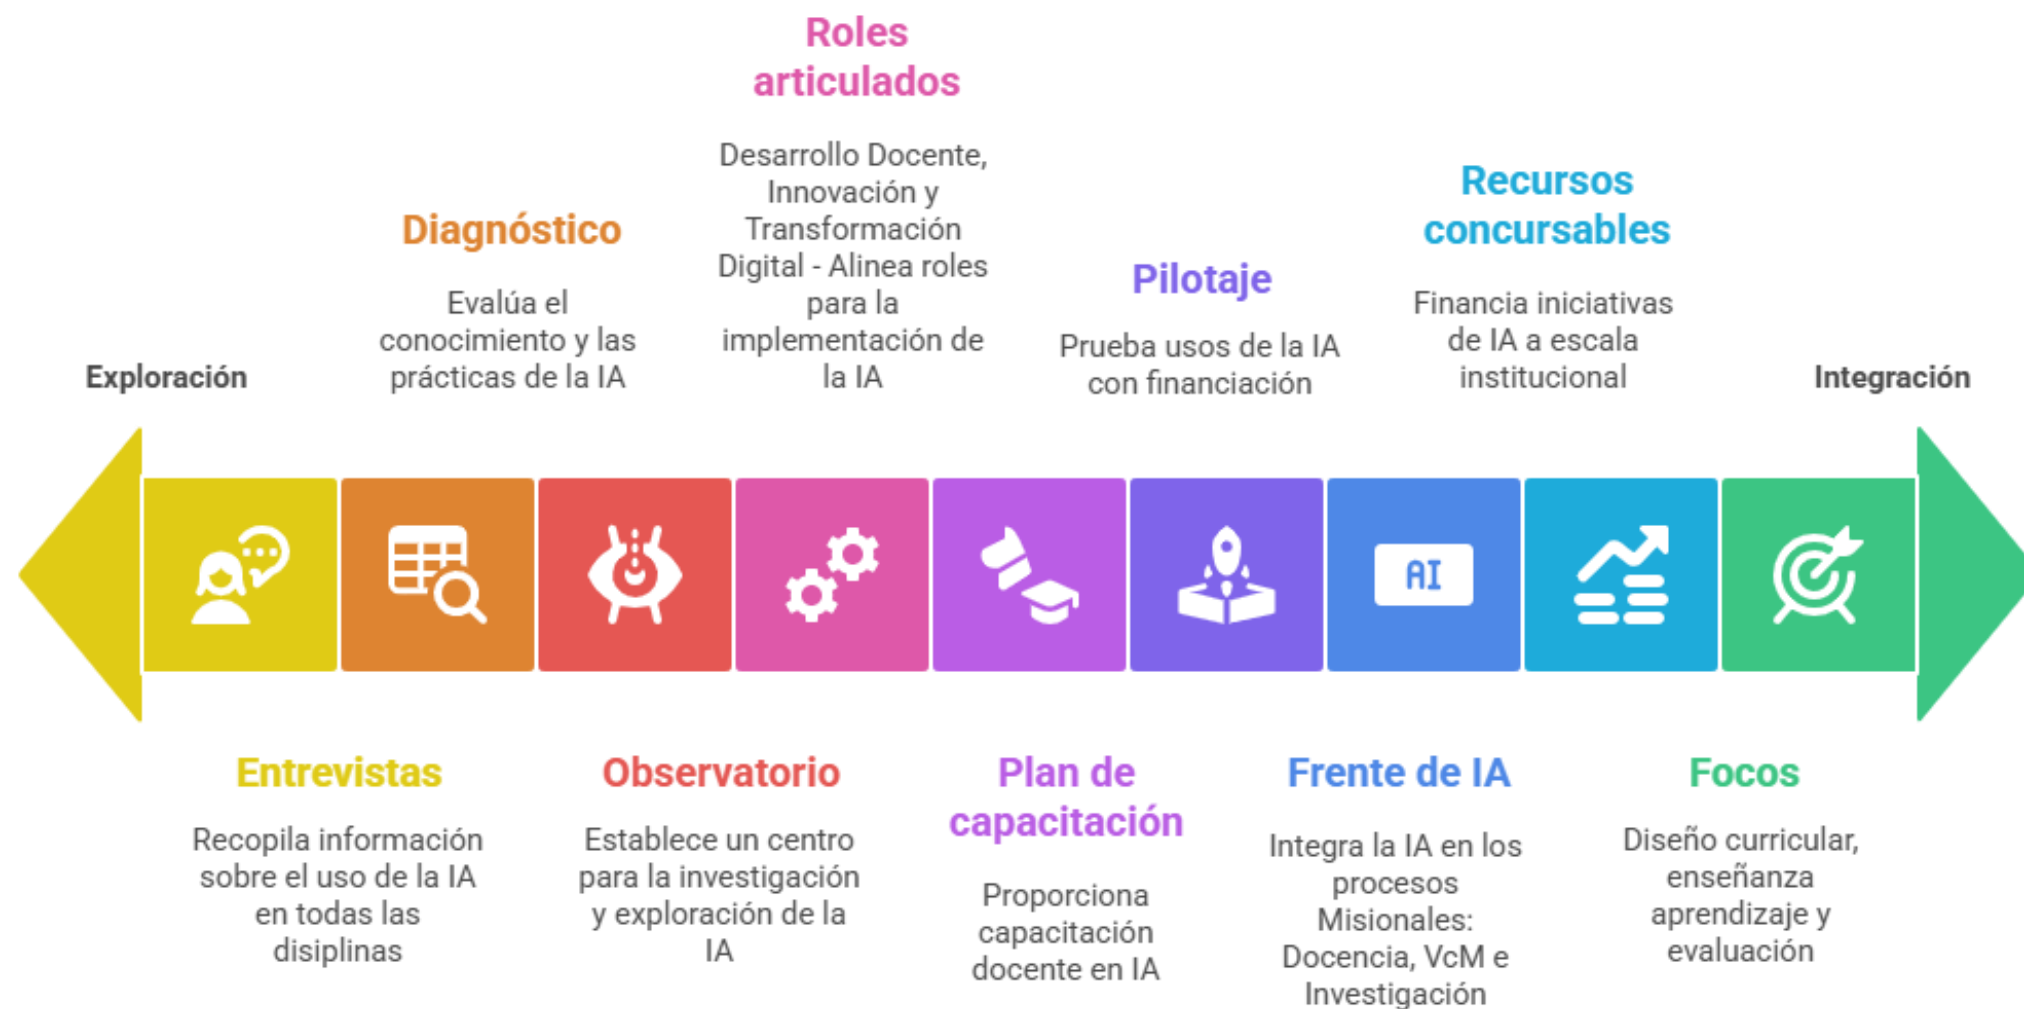 Roles
articulados
Desarrollo Docente,
Innovación y
Transformación
Digital - Alinea roles
para la
implementación de
la IA
Recursos
concursables
Financia iniciativas
de IA a escala
institucional
Diagnóstico
Evalúa el
conocimiento y las
prácticas de la IA
Pilotaje
Prueba usos de la IA
con financiación
Exploración
Integración
AI
Entrevistas
Recopila información
sobre el uso de la IA
en todas las
disiplinas
Observatorio
Establece un centro
para la investigación
y exploración de la
IA
Plan de
capacitación
Proporciona
capacitación
docente en IA
Frente de IA
Integra la IA en los
procesos
Misionales:
Docencia, VcM e
Investigación
Focos
Diseño curricular,
enseñanza
aprendizaje y
evaluación